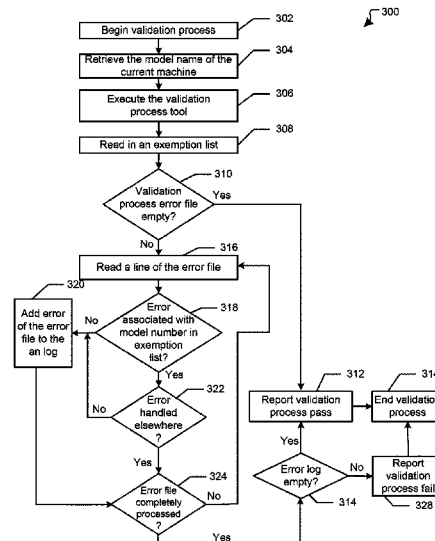 300
302
Begin validation process
304
Retrieve the model name of the
current machine
306
Execute the validation
process tool
308
Read in an exemption list
310
Validation
process error file
empty?
Yes
No
316
Read a line of the error file
320
Add error
of the error
file to the
an log
318
Error
associated with
model number in
exemption
list?
No
Yes
322
Error
handled
elsewhere
?
No
Yes
324
Error file
completely
processed
?
No
Yes
312
Report validation
process pass
314
End validation
process
Yes
Error log
empty?
No
314
Report
validation
process fail
328